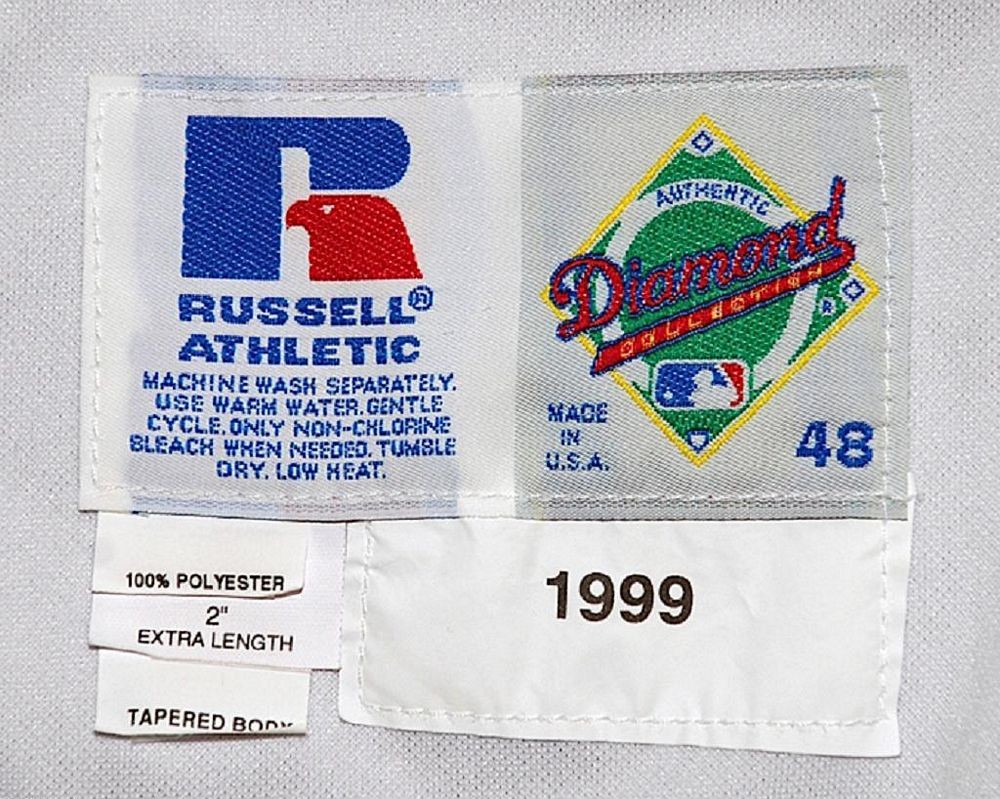 RUSSELL®
ATHLETIC
MACHINE WASH SEPARATELY.
USE WARM WATER. GENTLE
CYCLE. ONLY NON-CHLORINE
BLEACH WHEN NEEDED. TUMBLE
DRY. LOW HEAT.
AUTHENTIC
Diamond
COLLECTION
®
MADE
IN
U.S.A.
48
100% POLYESTER
2"
EXTRA LENGTH
TAPERED BODY
1999